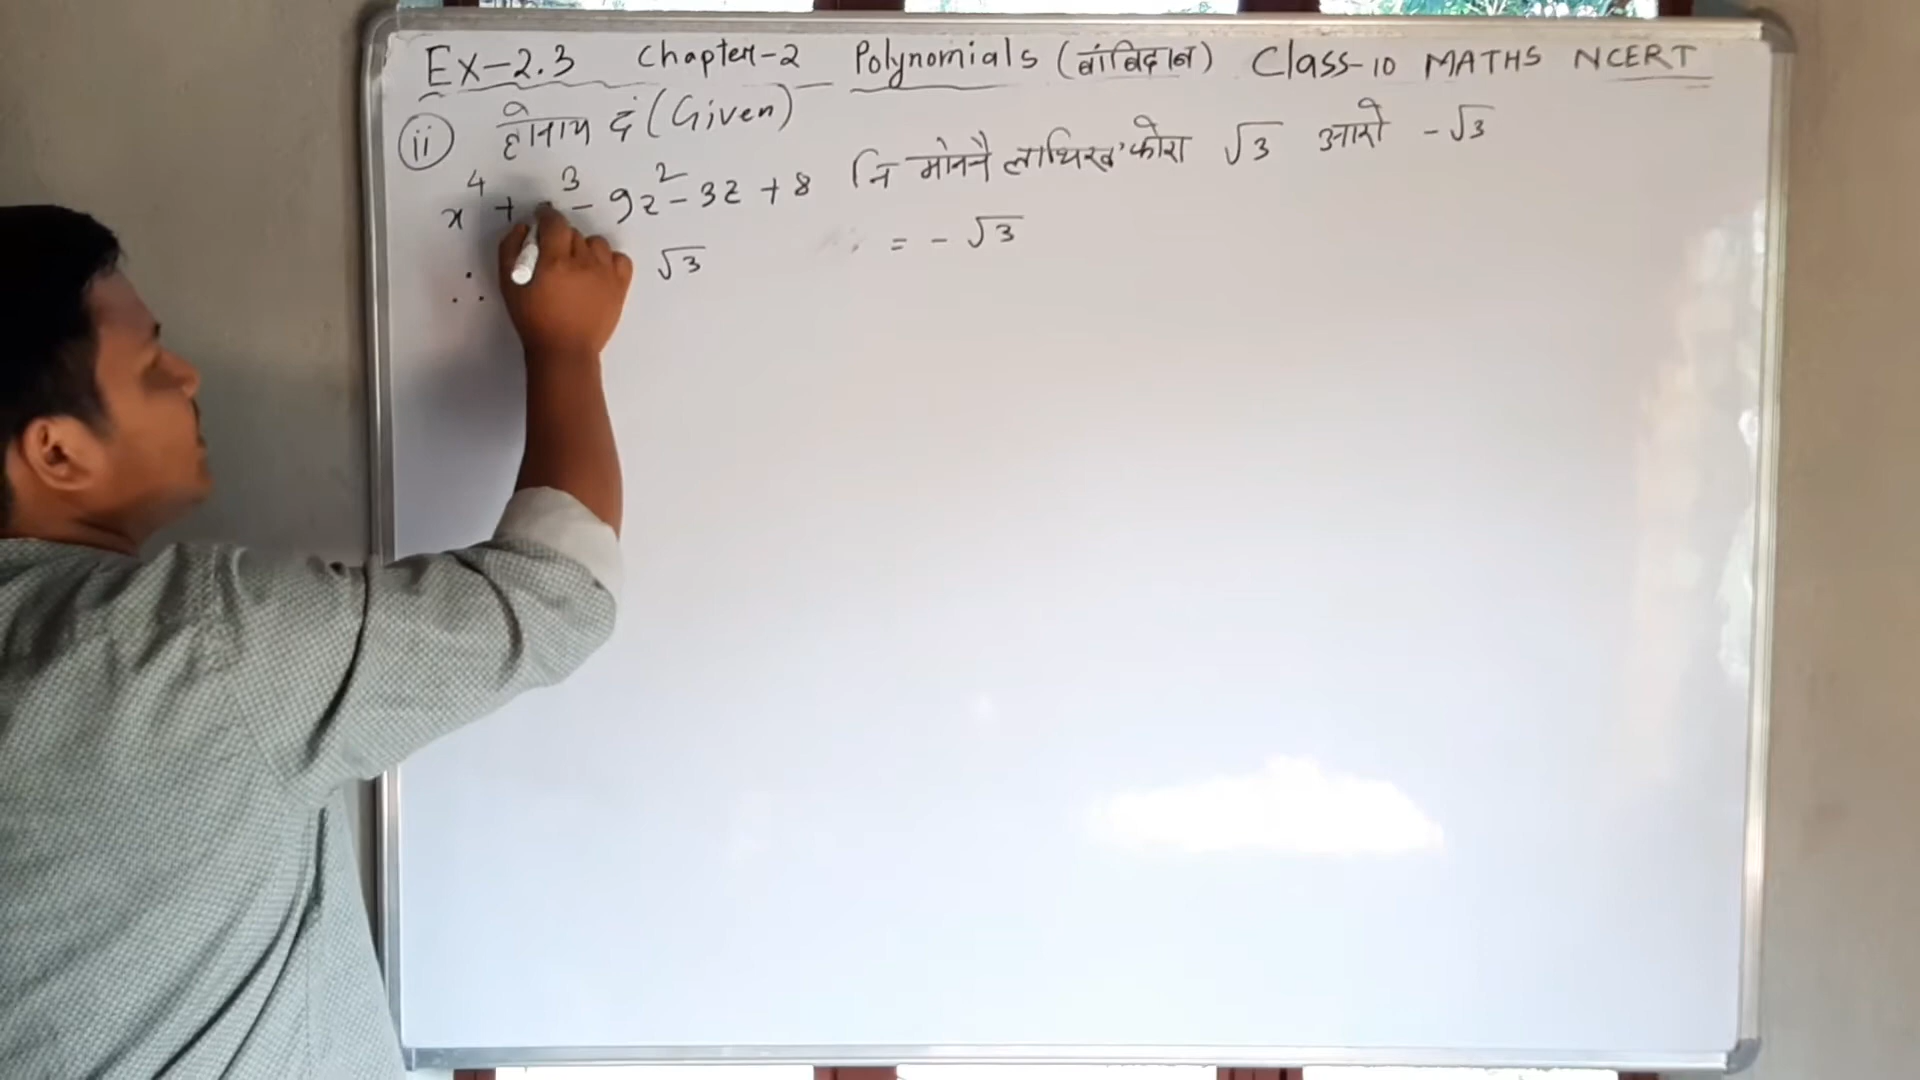 Ex-2.3 Chapter-2 Polynomials (बांबिदाब) Class-10 MATHS NCERT
ii होनाय दं (Given)
x⁴ + ³ - 9z² - 3z + 8 नि मोननै लाथिख'फोरा √3 आरो -√3
∴ √3 = - √3